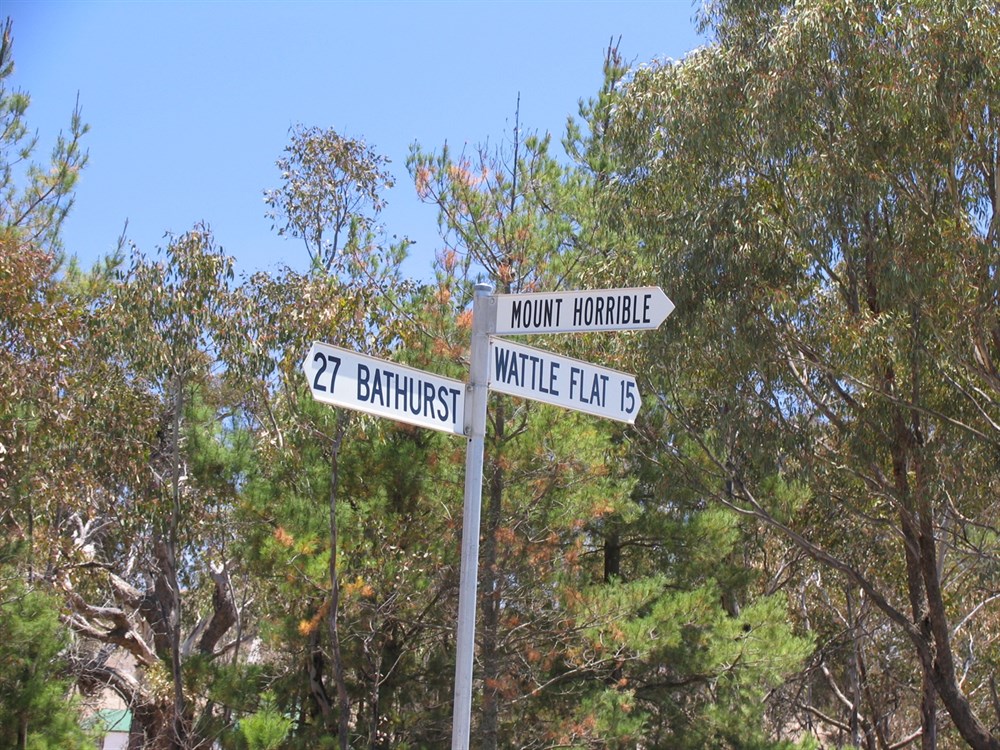 MOUNT HORRIBLE
27 BATHURST
WATTLE FLAT 15